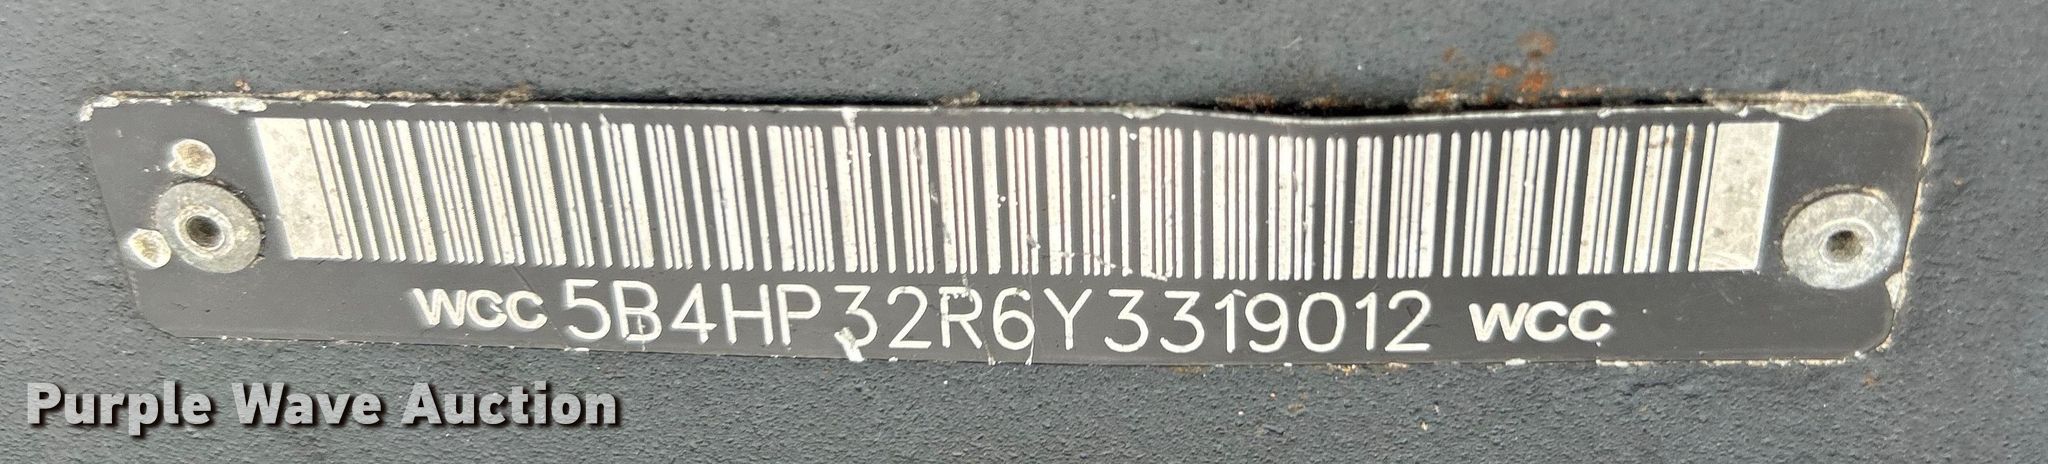 WCC 5B4HP32R6Y3319012 WCC
Purple Wave Auction